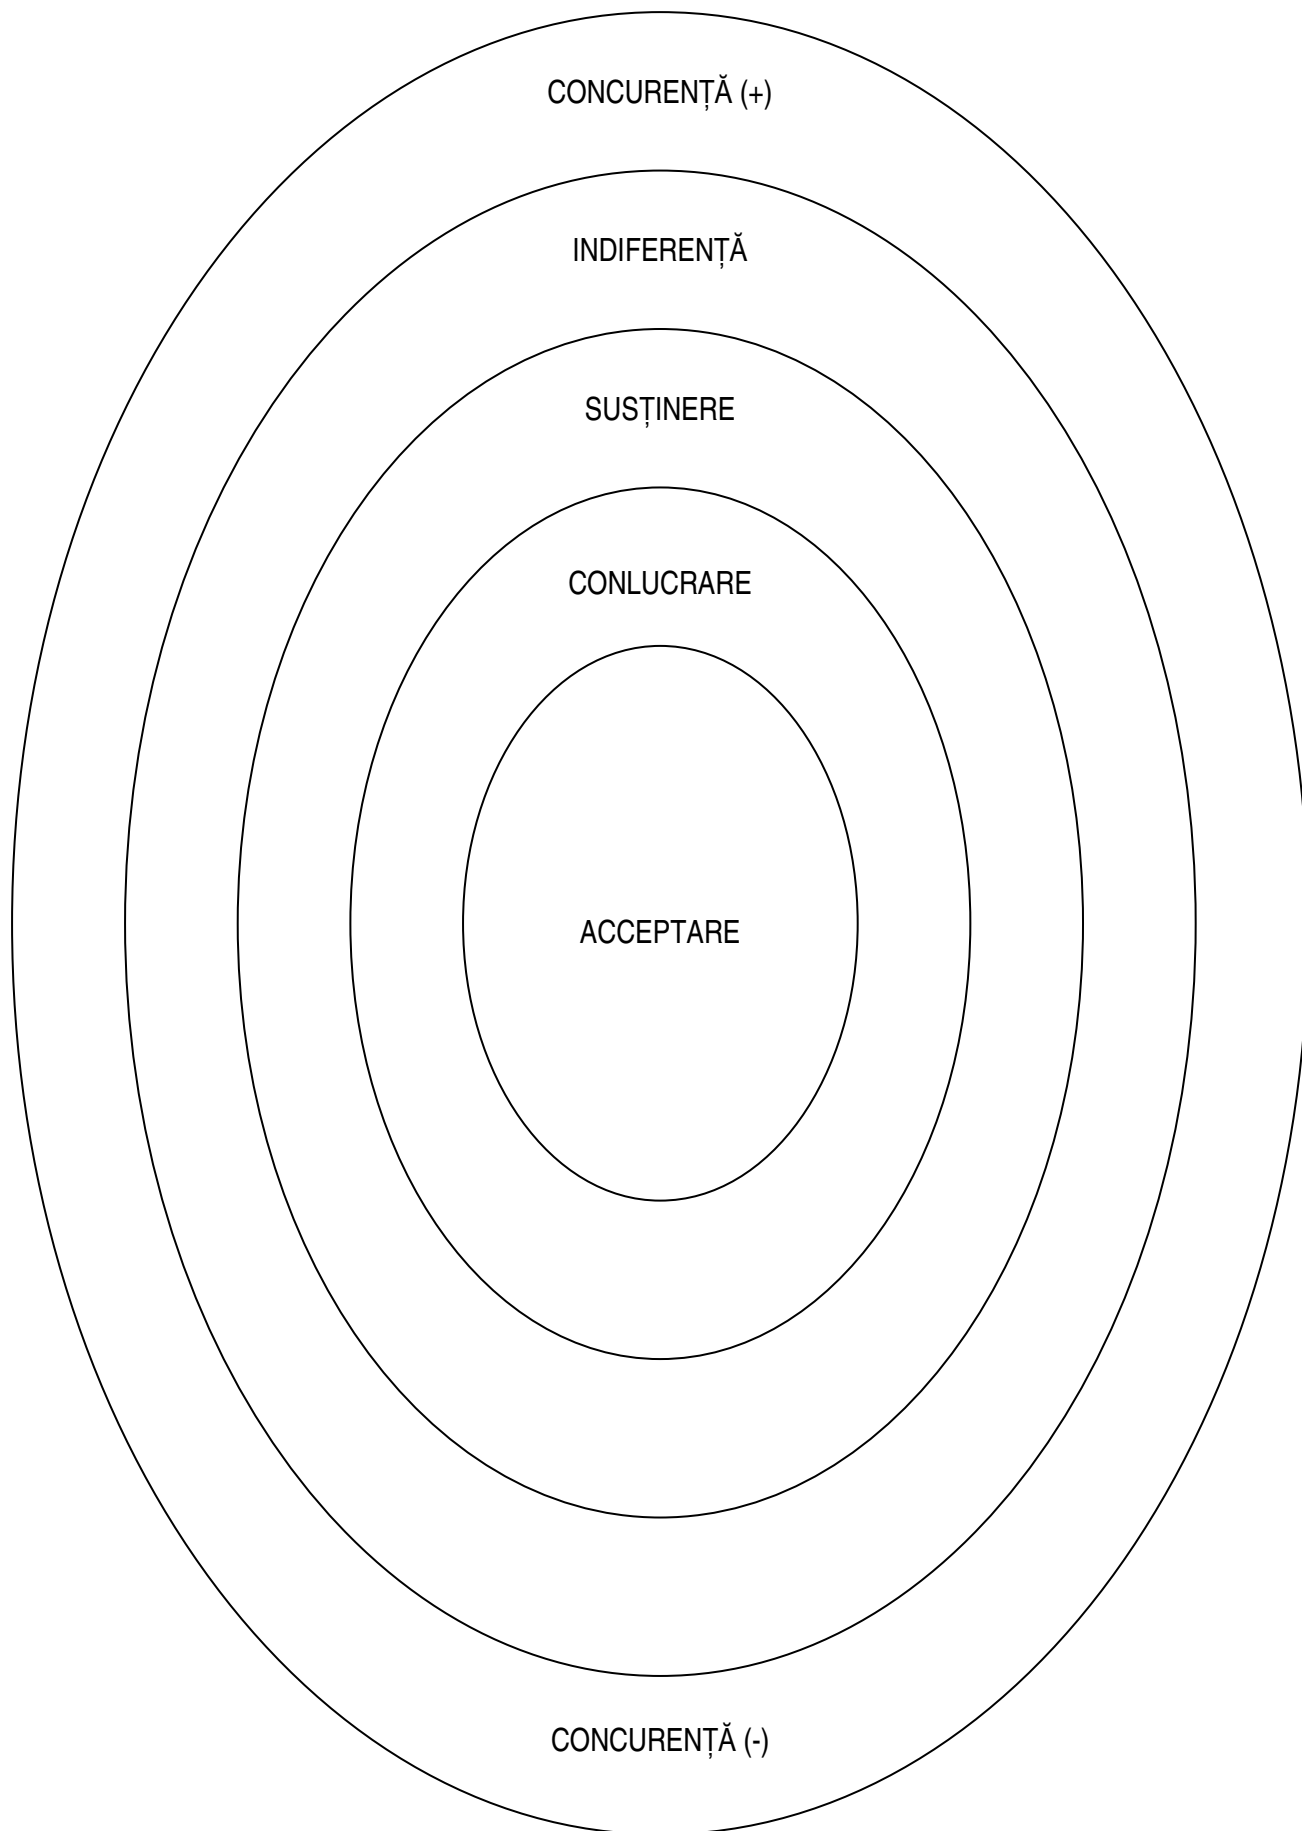 CONCURENȚĂ (+)
INDIFERENȚĂ
SUSȚINERE
CONLUCRARE
ACCEPTARE
CONCURENȚĂ (-)